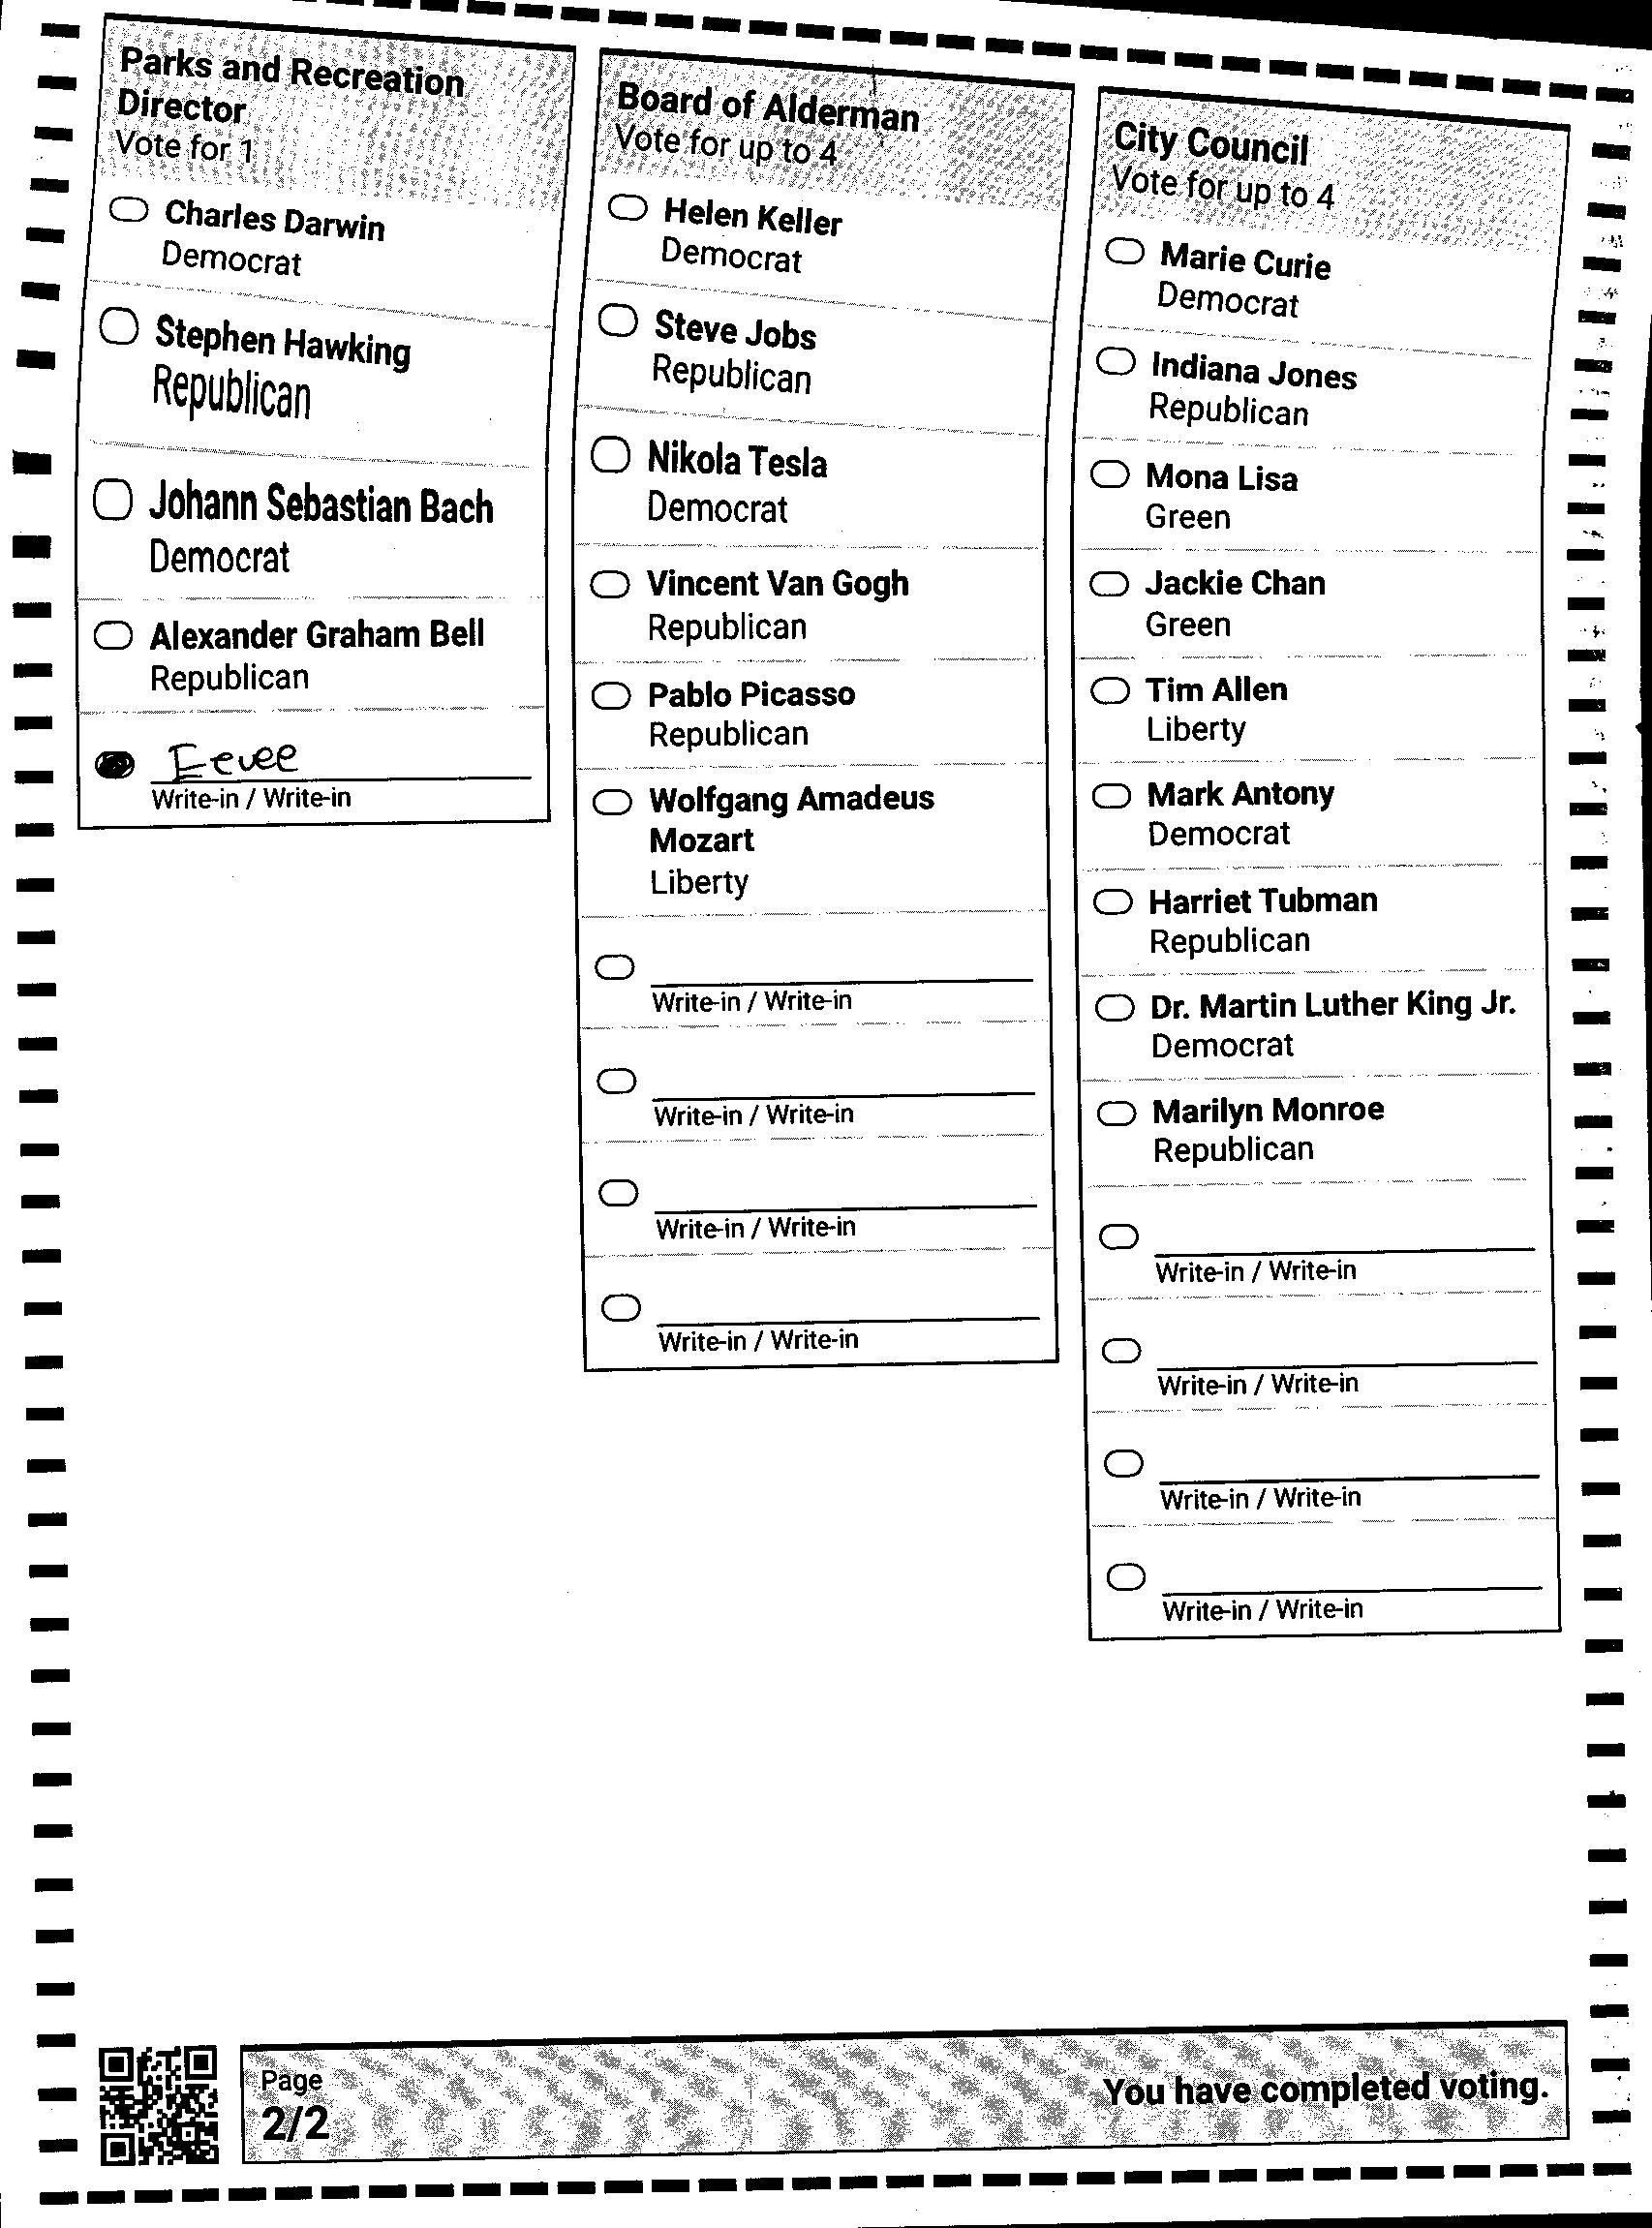 Parks and Recreation
Director
Vote for 1
Charles Darwin
Democrat
Stephen Hawking
Republican
Johann Sebastian Bach
Democrat
Alexander Graham Bell
Republican
Eevee
Write-in / Write-in
Board of Alderman
Vote for up to 4
Helen Keller
Democrat
Steve Jobs
Republican
Nikola Tesla
Democrat
Vincent Van Gogh
Republican
Pablo Picasso
Republican
Wolfgang Amadeus
Mozart
Liberty
Write-in / Write-in
Write-in / Write-in
Write-in / Write-in
Write-in / Write-in
City Council
Vote for up to 4
Marie Curie
Democrat
Indiana Jones
Republican
Mona Lisa
Green
Jackie Chan
Green
Tim Allen
Liberty
Mark Antony
Democrat
Harriet Tubman
Republican
Dr. Martin Luther King Jr.
Democrat
Marilyn Monroe
Republican
Write-in / Write-in
Write-in / Write-in
Write-in / Write-in
Write-in / Write-in
Page
2/2
You have completed voting.